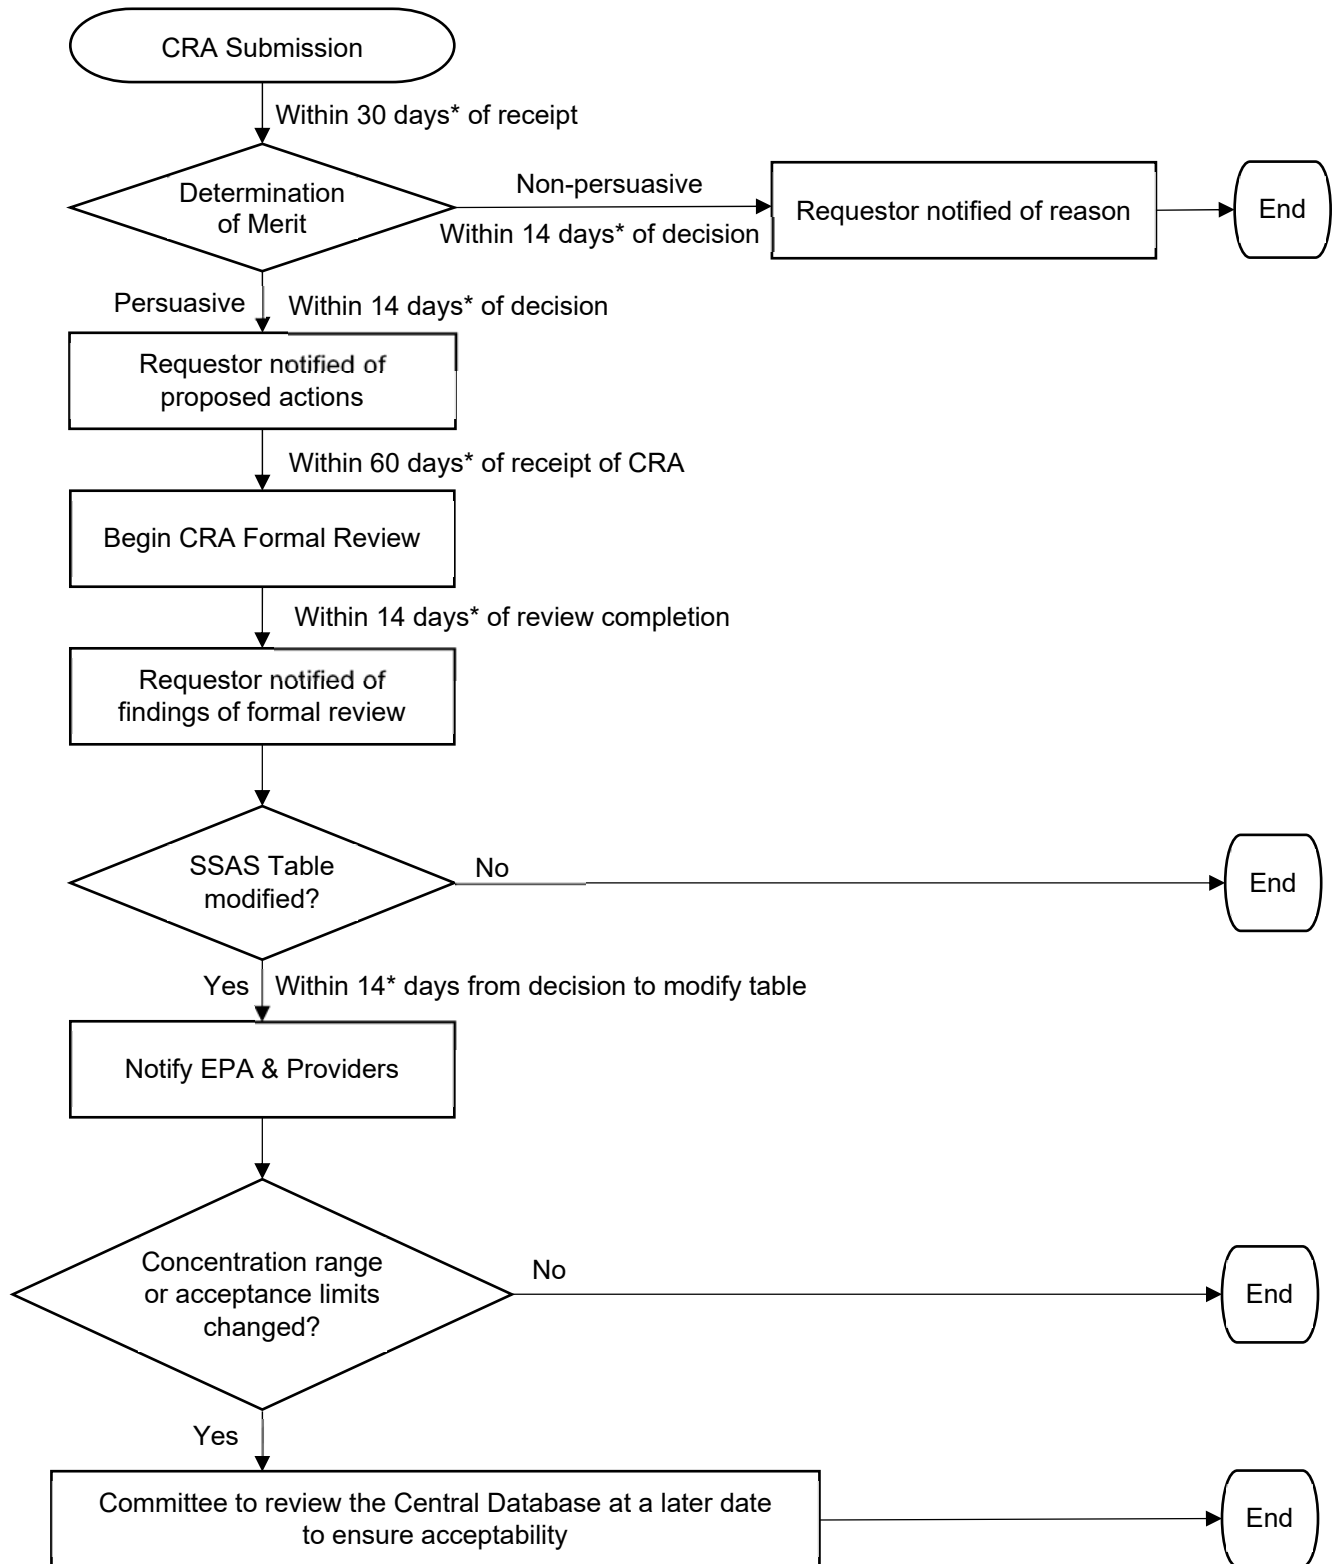 CRA Submission
Within 30 days* of receipt
Determination
of Merit
Non-persuasive
Within 14 days* of decision
Requestor notified of reason
End
Persuasive
Within 14 days* of decision
Requestor notified of
proposed actions
Within 60 days* of receipt of CRA
Begin CRA Formal Review
Within 14 days* of review completion
Requestor notified of
findings of formal review
SSAS Table
modified?
No
End
Yes
Within 14* days from decision to modify table
Notify EPA & Providers
Concentration range
or acceptance limits
changed?
No
End
Yes
Committee to review the Central Database at a later date
to ensure acceptability
End